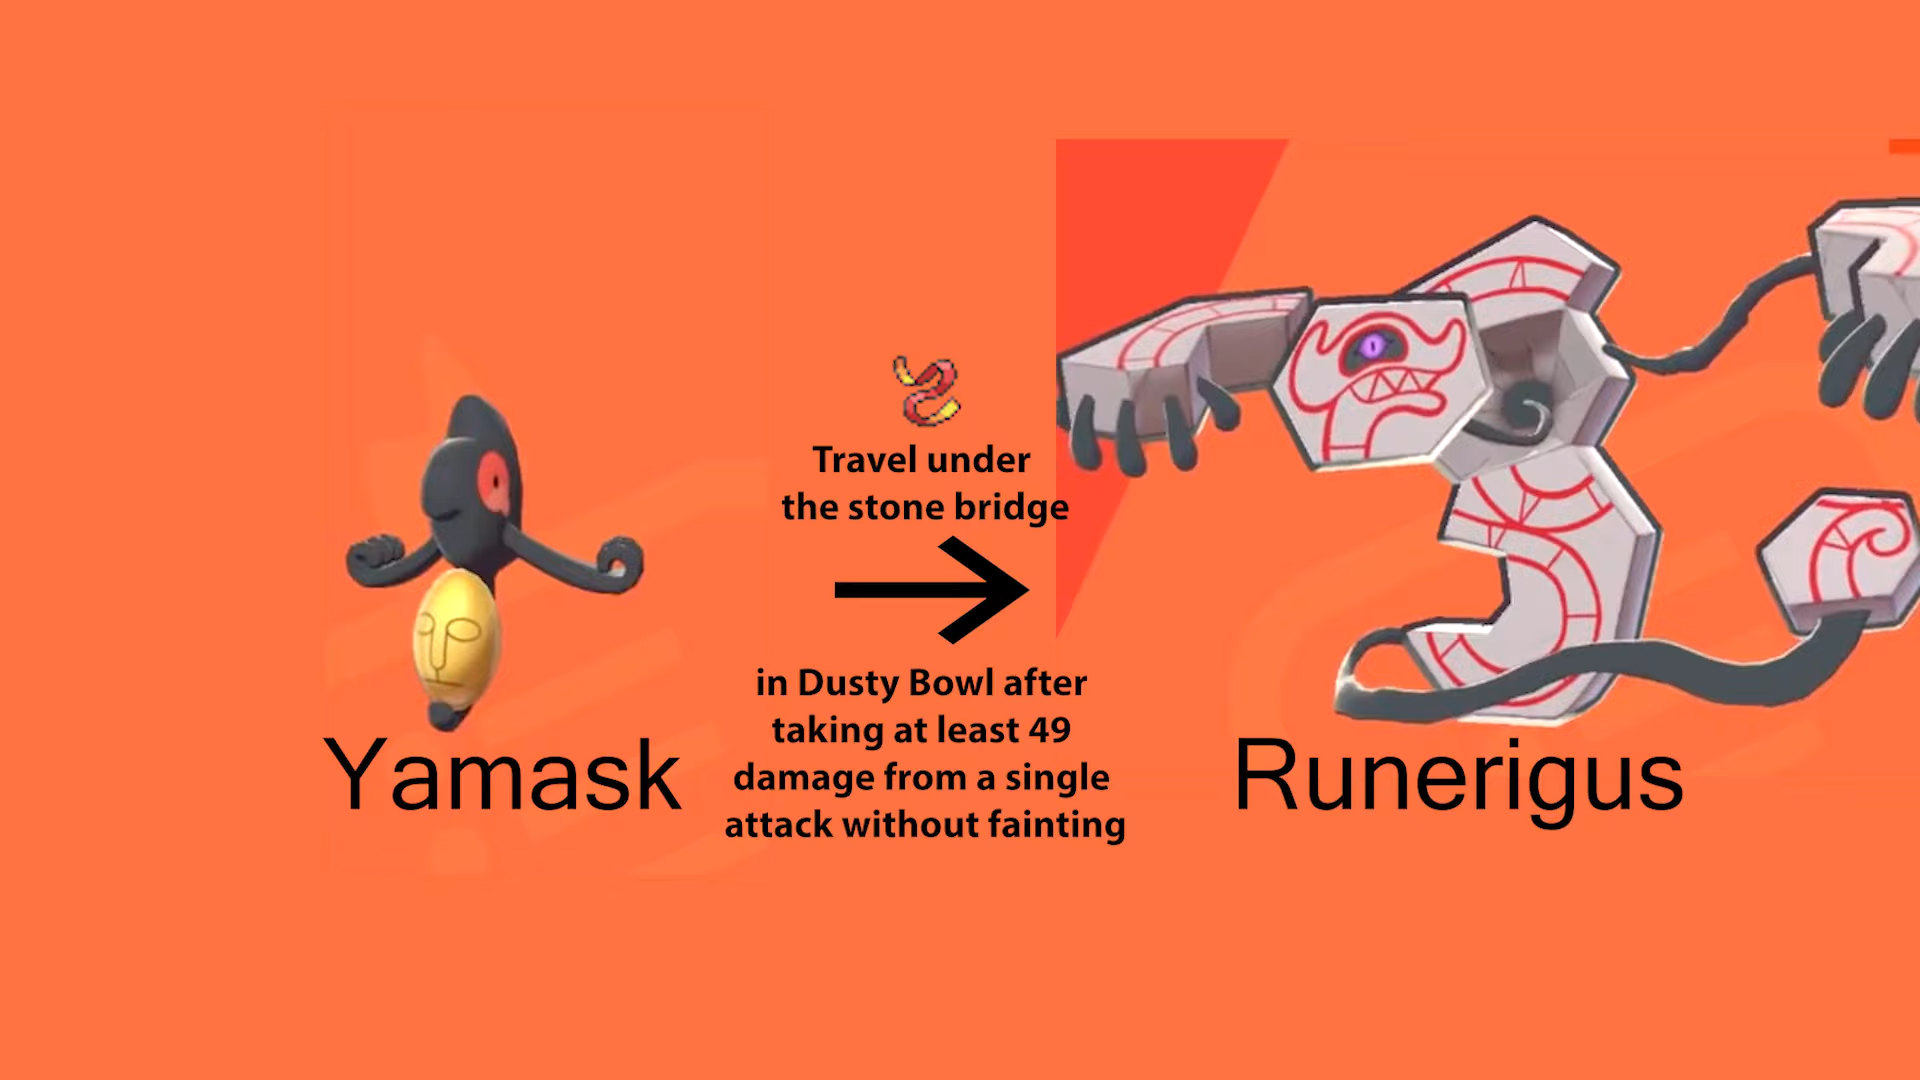 Travel under
the stone bridge
in Dusty Bowl after
taking at least 49
damage from a single
attack without fainting
Yamask
Runerigus